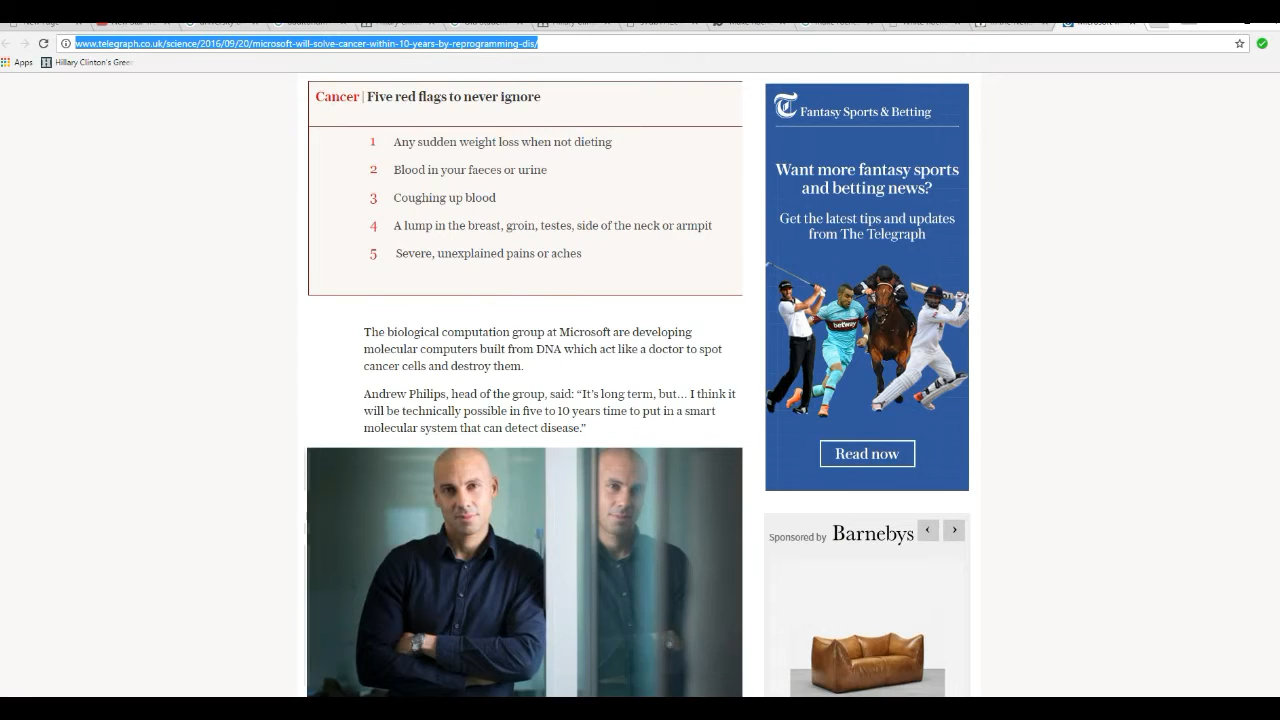 www.telegraph.co.uk/science/2016/09/20/microsoft-will-solve-cancer-within-10-years-by-reprogramming-dis/
Apps
Hillary Clinton's Gree
Cancer | Five red flags to never ignore
1 Any sudden weight loss when not dieting
2 Blood in your faeces or urine
3 Coughing up blood
4 A lump in the breast, groin, testes, side of the neck or armpit
5 Severe, unexplained pains or aches
The biological computation group at Microsoft are developing
molecular computers built from DNA which act like a doctor to spot
cancer cells and destroy them.
Andrew Philips, head of the group, said: “It’s long term, but… I think it
will be technically possible in five to 10 years time to put in a smart
molecular system that can detect disease.”
T Fantasy Sports & Betting
Want more fantasy sports
and betting news?
Get the latest tips and updates
from The Telegraph
betway
Read now
Sponsored by Barnebys